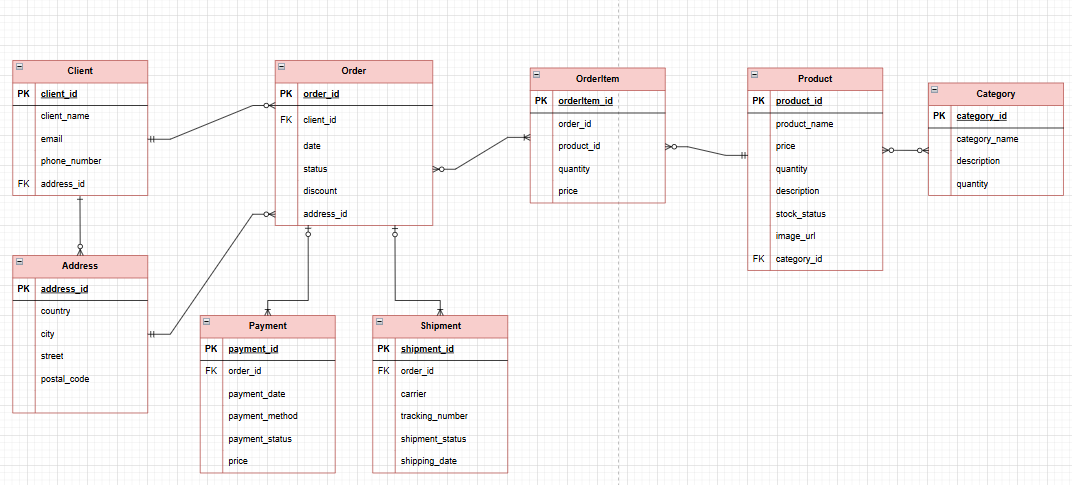 Client
PK client_id
client_name
email
phone_number
FK address_id
Address
PK address_id
country
city
street
postal_code
Order
PK order_id
FK client_id
date
status
discount
address_id
Payment
PK payment_id
FK order_id
payment_date
payment_method
payment_status
price
Shipment
PK shipment_id
FK order_id
carrier
tracking_number
shipment_status
shipping_date
OrderItem
PK orderItem_id
order_id
product_id
quantity
price
Product
PK product_id
product_name
price
quantity
description
stock_status
image_url
FK category_id
Category
PK category_id
category_name
description
quantity